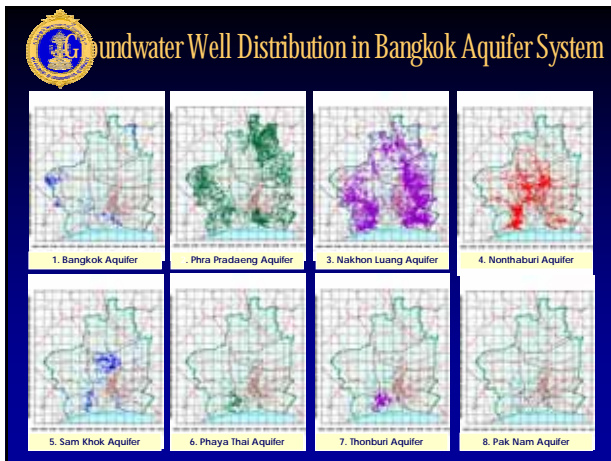 Groundwater Well Distribution in Bangkok Aquifer System
1. Bangkok Aquifer
. Phra Pradaeng Aquifer
3. Nakhon Luang Aquifer
4. Nonthaburi Aquifer
5. Sam Khok Aquifer
6. Phaya Thai Aquifer
7. Thonburi Aquifer
8. Pak Nam Aquifer